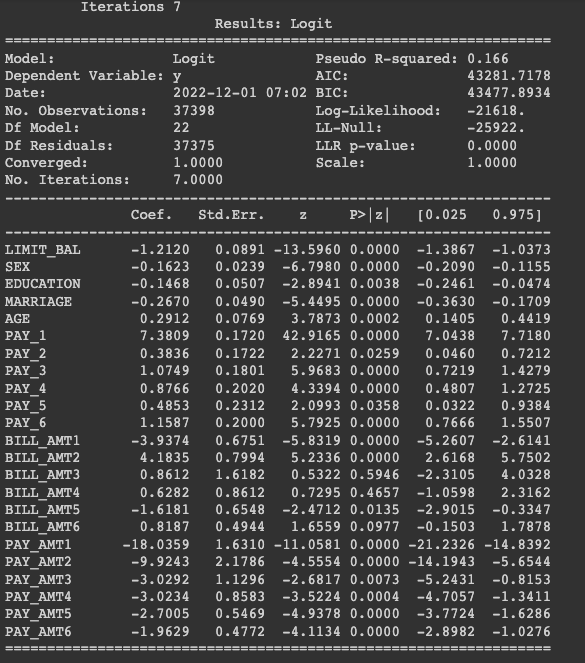 Iterations 7
Results: Logit
Model: Logit Pseudo R-squared: 0.166
Dependent Variable: y AIC: 43281.7178
Date: 2022-12-01 07:02 BIC: 43477.8934
No. Observations: 37398 Log-Likelihood: -21618.
Df Model: 22 LL-Null: -25922.
Df Residuals: 37375 LLR p-value: 0.0000
Converged: 1.0000 Scale: 1.0000
No. Iterations: 7.0000
Coef. Std.Err. z P>|z| [0.025 0.975]
LIMIT_BAL -1.2120 0.0891 -13.5960 0.0000 -1.3867 -1.0373
SEX -0.1623 0.0239 -6.7980 0.0000 -0.2090 -0.1155
EDUCATION -0.1468 0.0507 -2.8941 0.0038 -0.2461 -0.0474
MARRIAGE -0.2670 0.0490 -5.4495 0.0000 -0.3630 -0.1709
AGE 0.2912 0.0769 3.7873 0.0002 0.1405 0.4419
PAY_1 7.3809 0.1720 42.9165 0.0000 7.0438 7.7180
PAY_2 0.3836 0.1722 2.2271 0.0259 0.0460 0.7212
PAY_3 1.0749 0.1801 5.9683 0.0000 0.7219 1.4279
PAY_4 0.8766 0.2020 4.3394 0.0000 0.4807 1.2725
PAY_5 0.4853 0.2312 2.0993 0.0358 0.0322 0.9384
PAY_6 1.1587 0.2000 5.7925 0.0000 0.7666 1.5507
BILL_AMT1 -3.9374 0.6751 -5.8319 0.0000 -5.2607 -2.6141
BILL_AMT2 4.1835 0.7994 5.2336 0.0000 2.6168 5.7502
BILL_AMT3 0.8612 1.6182 0.5322 0.5946 -2.3105 4.0328
BILL_AMT4 0.6282 0.8612 0.7295 0.4657 -1.0598 2.3162
BILL_AMT5 -1.6181 0.6548 -2.4712 0.0135 -2.9015 -0.3347
BILL_AMT6 0.8187 0.4944 1.6559 0.0977 -0.1503 1.7878
PAY_AMT1 -18.0359 1.6310 -11.0581 0.0000 -21.2326 -14.8392
PAY_AMT2 -9.9243 2.1786 -4.5554 0.0000 -14.1943 -5.6544
PAY_AMT3 -3.0292 1.1296 -2.6817 0.0073 -5.2431 -0.8153
PAY_AMT4 -3.0234 0.8583 -3.5224 0.0004 -4.7057 -1.3411
PAY_AMT5 -2.7005 0.5469 -4.9378 0.0000 -3.7724 -1.6286
PAY_AMT6 -1.9629 0.4772 -4.1134 0.0000 -2.8982 -1.0276